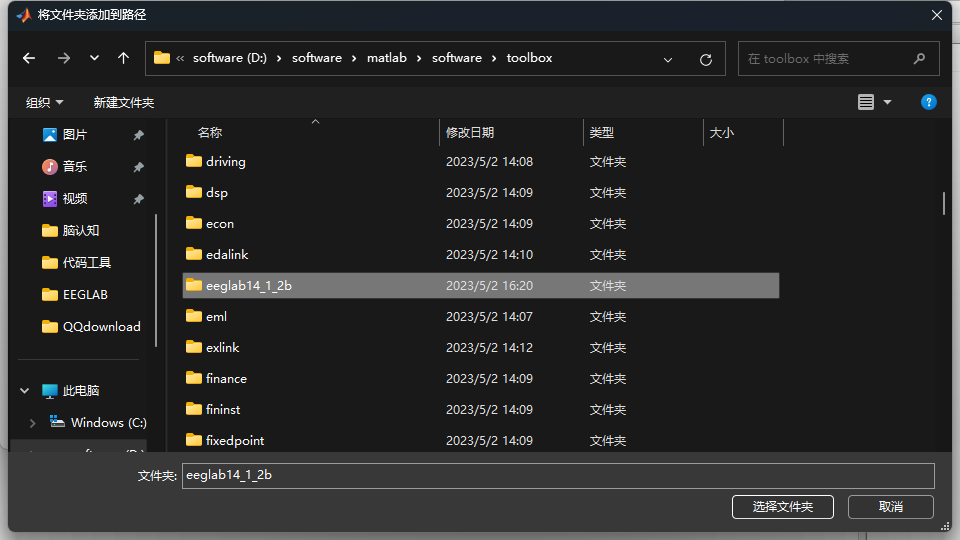 将文件夹添加到路径
« software (D:) › software › matlab › software › toolbox
在 toolbox 中搜索
组织 新建文件夹
图片
音乐
视频
脑认知
代码工具
EEGLAB
QQdownload
此电脑
Windows (C:)
名称 修改日期 类型 大小
driving 2023/5/2 14:08 文件夹
dsp 2023/5/2 14:09 文件夹
econ 2023/5/2 14:09 文件夹
edalink 2023/5/2 14:10 文件夹
eeglab14_1_2b 2023/5/2 16:20 文件夹
eml 2023/5/2 14:07 文件夹
exlink 2023/5/2 14:12 文件夹
finance 2023/5/2 14:09 文件夹
fininst 2023/5/2 14:09 文件夹
fixedpoint 2023/5/2 14:09 文件夹
文件夹: eeglab14_1_2b
选择文件夹 取消